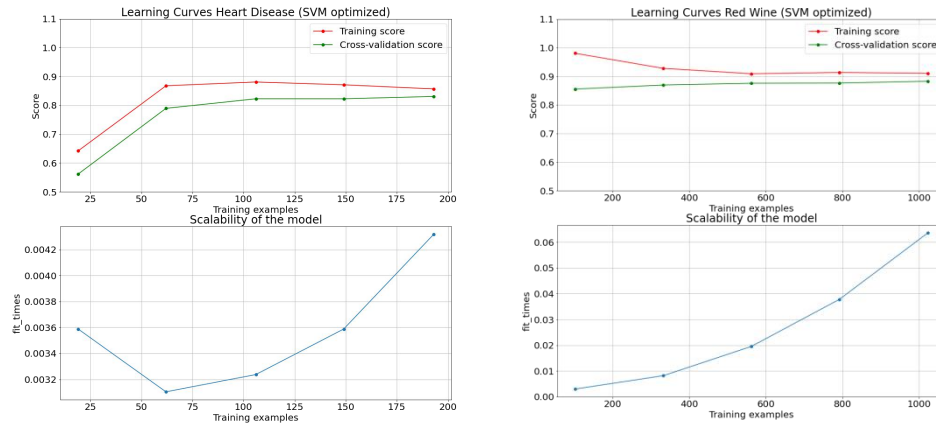 Learning Curves Heart Disease (SVM optimized)
1.1
1.0
0.9
0.8
0.7
0.6
0.5
Score
Training score
Cross-validation score
25 50 75 100 125 150 175 200
Training examples
Scalability of the model
0.0042
0.0040
0.0038
0.0036
0.0034
0.0032
fit_times
25 50 75 100 125 150 175 200
Training examples
Learning Curves Red Wine (SVM optimized)
1.1
1.0
0.9
0.8
0.7
0.6
0.5
Score
Training score
Cross-validation score
200 400 600 800 1000
Training examples
Scalability of the model
0.06
0.05
0.04
0.03
0.02
0.01
0.00
fit_times
200 400 600 800 1000
Training examples